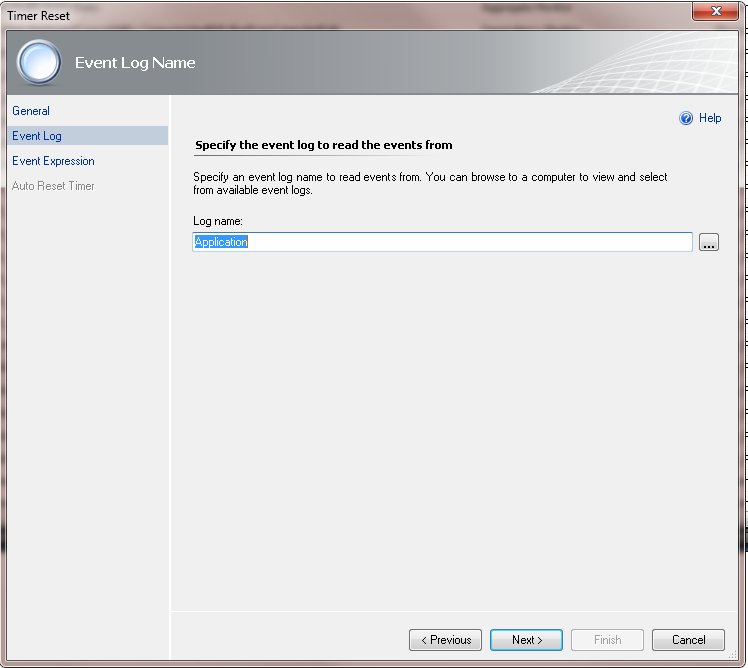 Timer Reset
Event Log Name
General
Event Log
Event Expression
Auto Reset Timer
Help
Specify the event log to read the events from
Specify an event log name to read events from. You can browse to a computer to view and select
from available event logs.
Log name:
Application
...
< Previous
Next >
Finish
Cancel